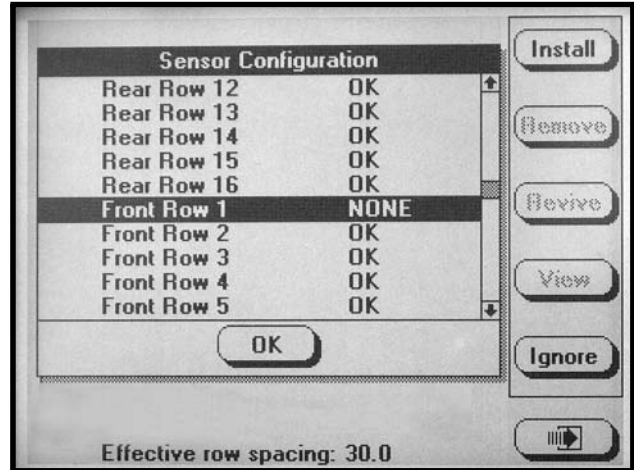 Sensor Configuration
Rear Row 12 OK
Rear Row 13 OK
Rear Row 14 OK
Rear Row 15 OK
Rear Row 16 OK
Front Row 1 NONE
Front Row 2 OK
Front Row 3 OK
Front Row 4 OK
Front Row 5 OK
OK
Effective row spacing: 30.0
Install
Remove
Revive
View
Ignore